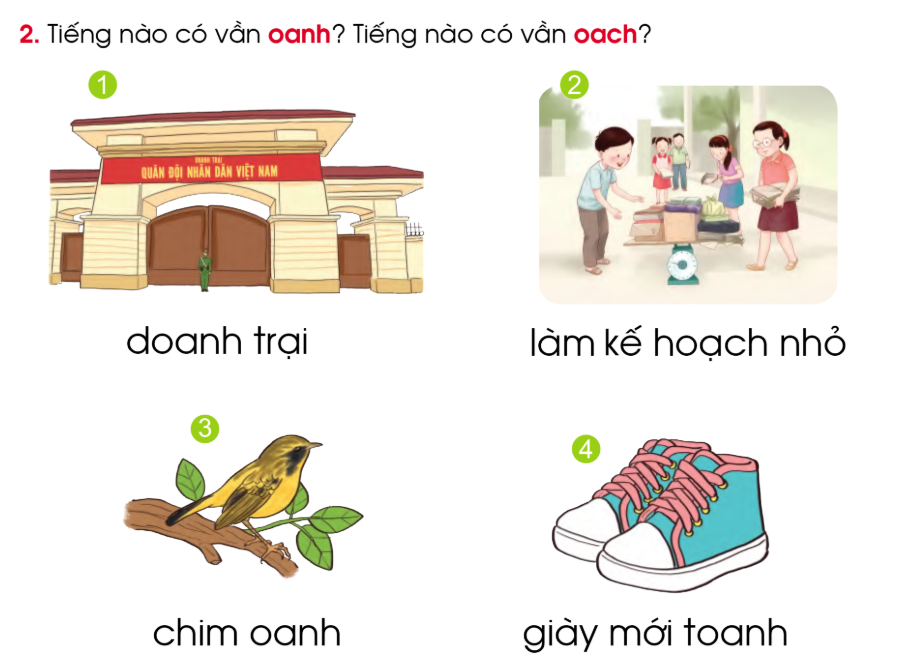 2. Tiếng nào có vần oanh? Tiếng nào có vần oach?
1
2
DOANH TRẠI
QUÂN ĐỘI NHÂN DÂN VIỆT NAM
doanh trại
làm kế hoạch nhỏ
3
4
chim oanh
giày mới toanh